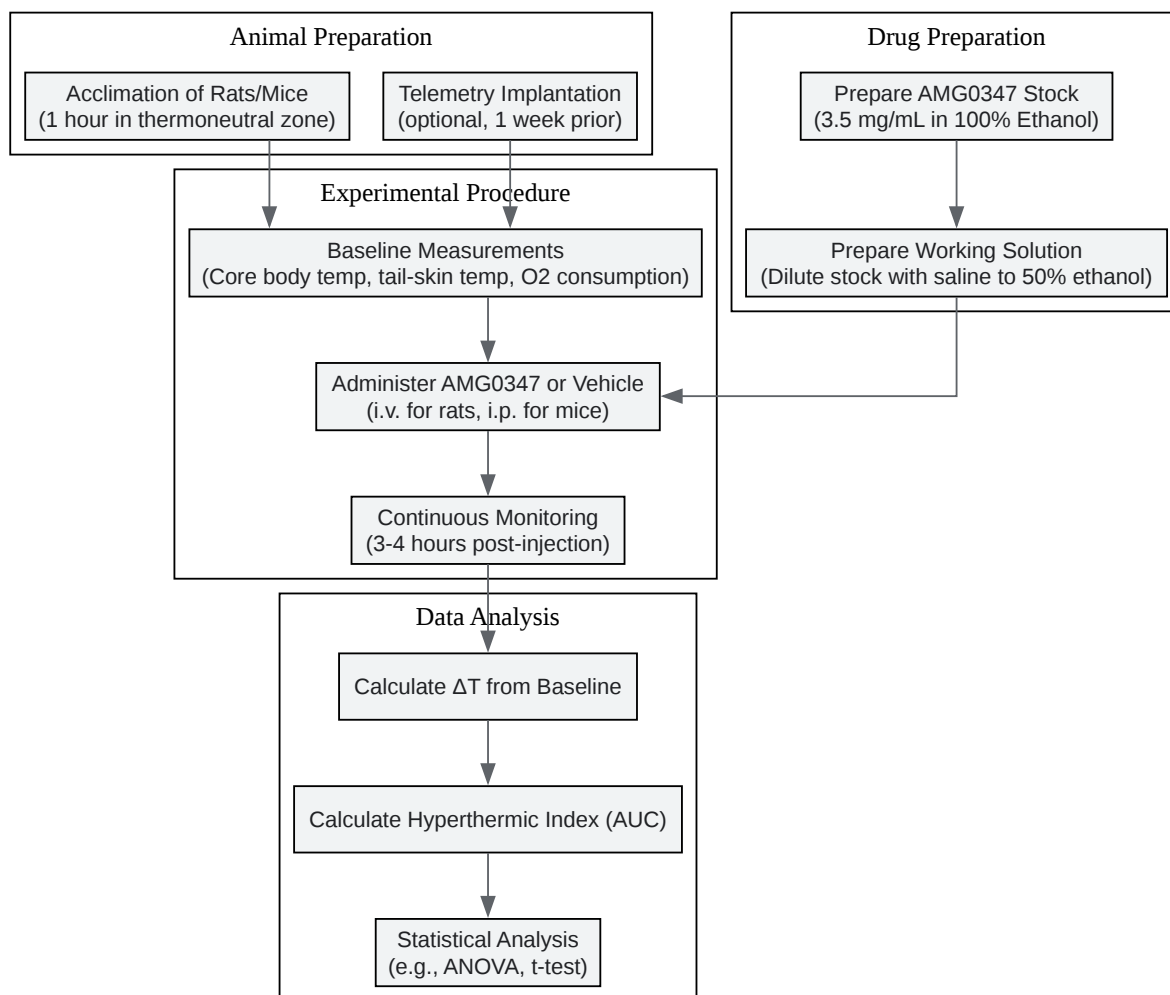 Animal Preparation
Acclimation of Rats/Mice
(1 hour in thermoneutral zone)
Telemetry Implantation
(optional, 1 week prior)
Drug Preparation
Prepare AMG0347 Stock
(3.5 mg/mL in 100% Ethanol)
Prepare Working Solution
(Dilute stock with saline to 50% ethanol)
Experimental Procedure
Baseline Measurements
(Core body temp, tail-skin temp, O2 consumption)
Administer AMG0347 or Vehicle
(i.v. for rats, i.p. for mice)
Continuous Monitoring
(3-4 hours post-injection)
Data Analysis
Calculate ΔT from Baseline
Calculate Hyperthermic Index (AUC)
Statistical Analysis
(e.g., ANOVA, t-test)